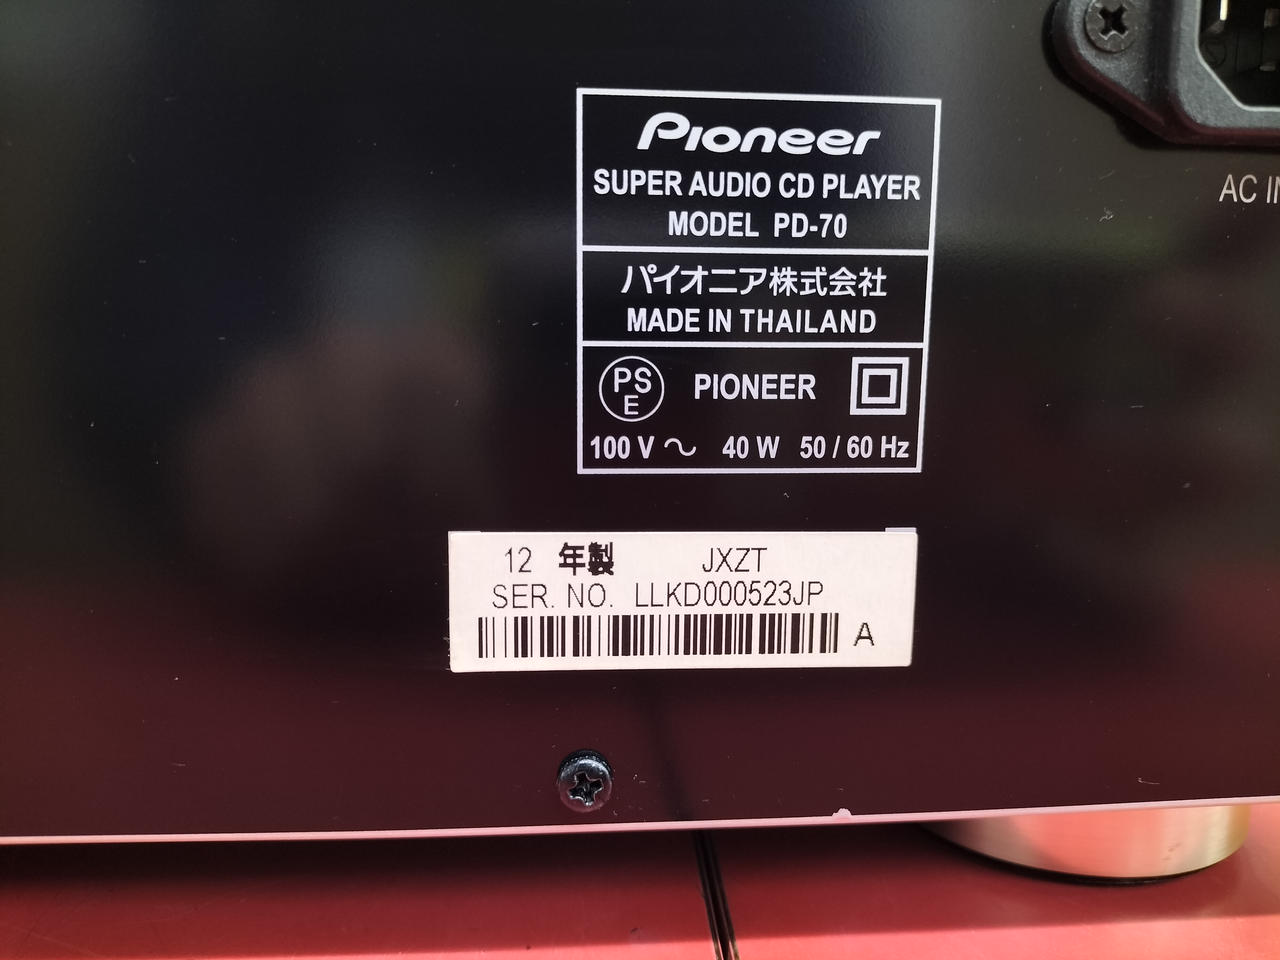 Pioneer
SUPER AUDIO CD PLAYER
MODEL PD-70
パイオニア株式会社
MADE IN THAILAND
PS
E
PIONEER
100 V ~ 40 W 50 / 60 Hz
AC IN
12 年製 JXZT
SER. NO. LLKD000523JP
A